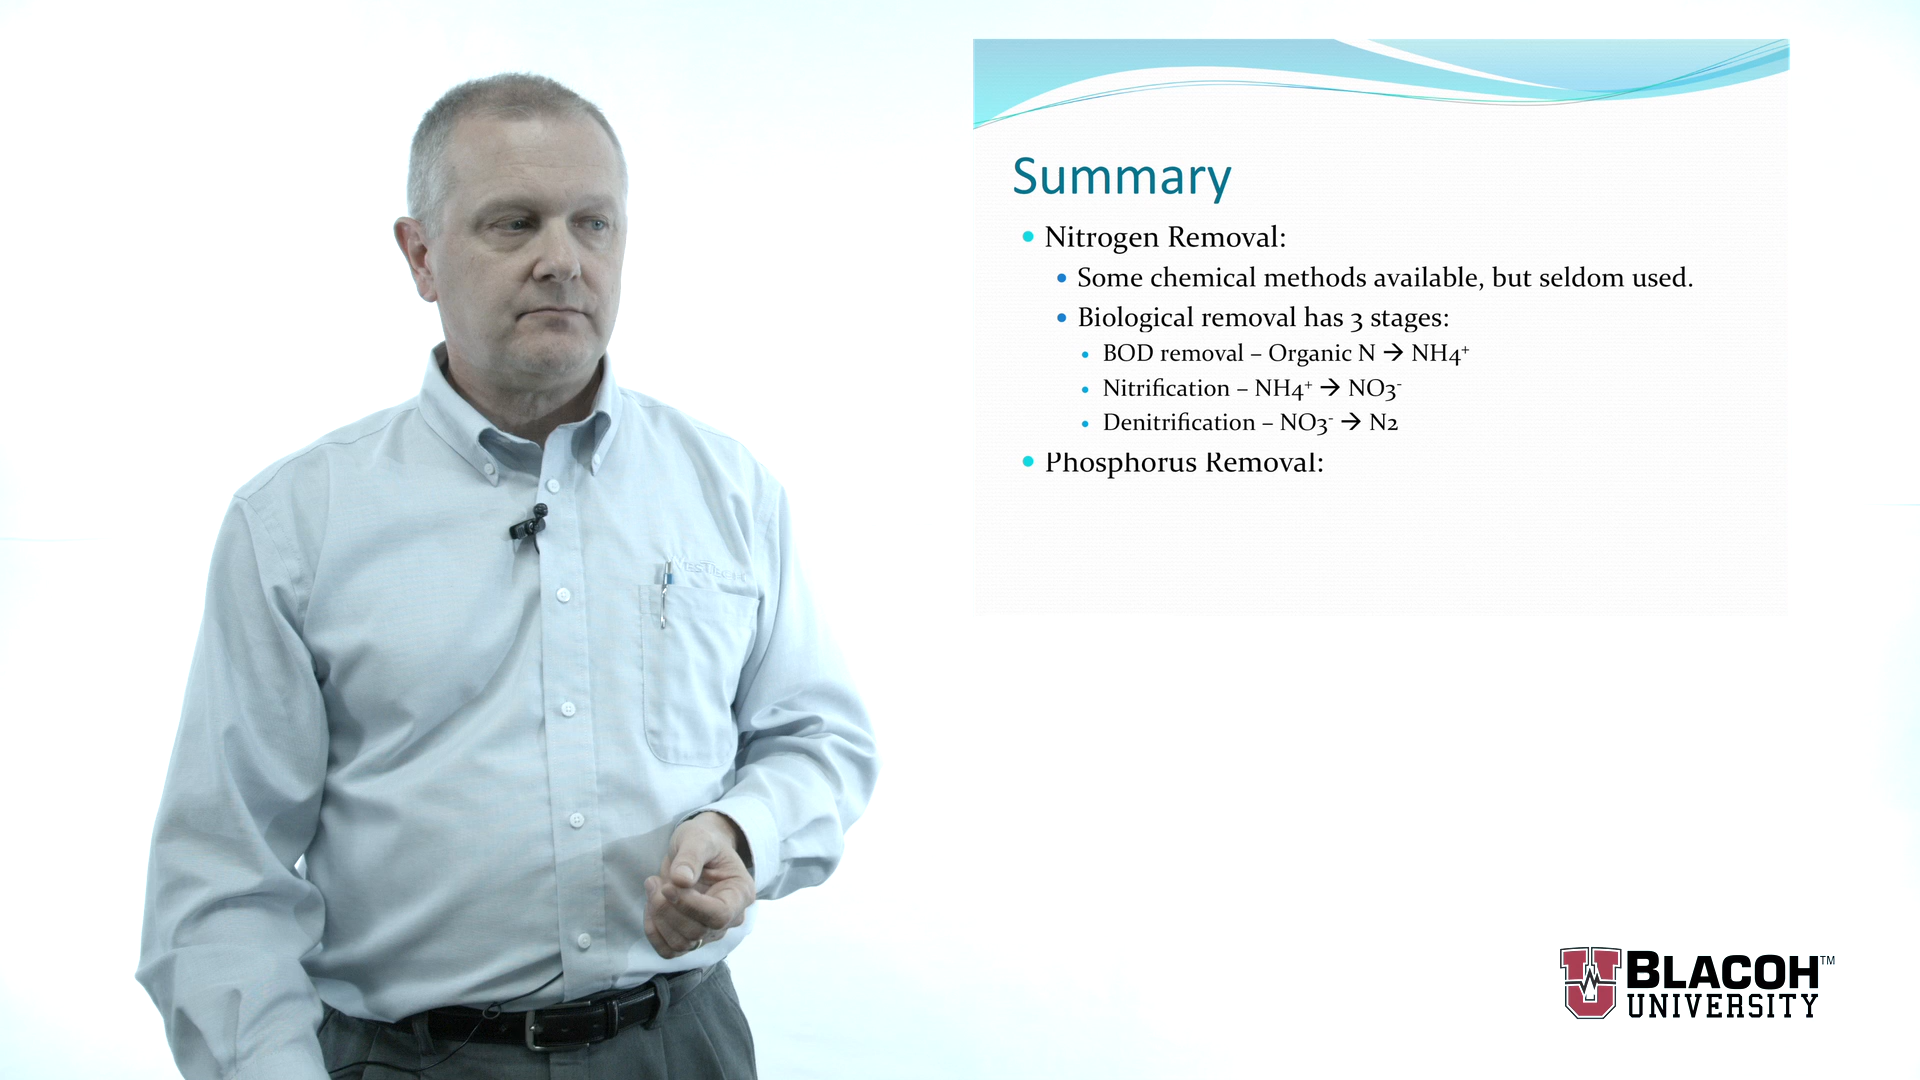 Summary
Nitrogen Removal:
Some chemical methods available, but seldom used.
Biological removal has 3 stages:
BOD removal – Organic N → NH4⁺
Nitrification – NH4⁺ → NO3⁻
Denitrification – NO3⁻ → N2
Phosphorus Removal:
U BLACOH™
UNIVERSITY